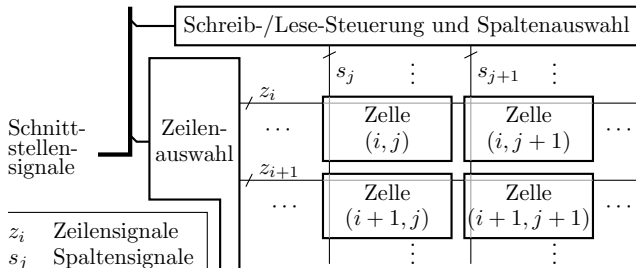 Schreib-/Lese-Steuerung und Spaltenauswahl
s_j ⋮ s_{j+1} ⋮
z_i
Schnitt-
stellen-
signale
Zeilen-
auswahl
... Zelle (i, j) Zelle (i, j + 1) ...
z_{i+1}
... Zelle (i + 1, j) Zelle (i + 1, j + 1) ...
⋮ ⋮
z_i Zeilensignale
s_j Spaltensignale